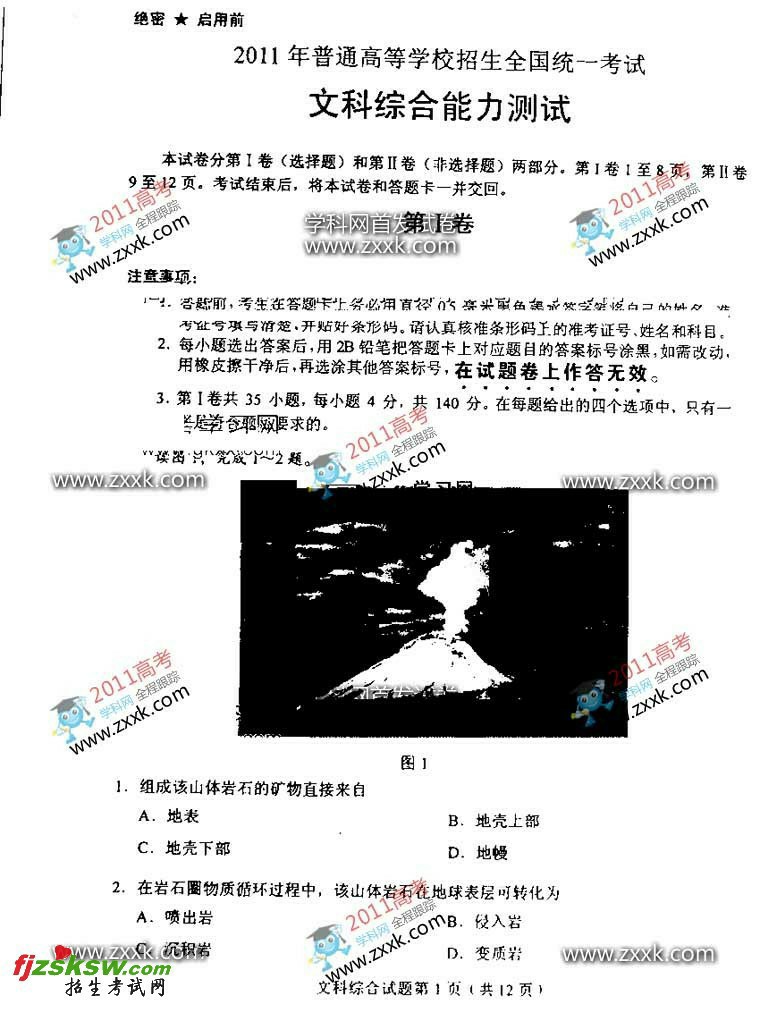 绝密 ★ 启用前
2011 年普通高等学校招生全国统一考试
文科综合能力测试
本试卷分第 I 卷（选择题）和第 II 卷（非选择题）两部分。第 I 卷 1 至 8 页，第 II 卷
9 至 12 页。考试结束后，将本试卷和答题卡一并交回。
2011高考
学科网 全程跟踪
www.zxxk.com
学科网首发试卷
www.zxxk.com
2011高考
学科网 全程跟踪
www.zxxk.com
第 I 卷
注意事项：
考证号填写清楚，并贴好条形码。请认真核准条形码上的准考证号、姓名和科目。
2. 每小题选出答案后，用 2B 铅笔把答题卡上对应题目的答案标号涂黑，如需改动，
用橡皮擦干净后，再选涂其他答案标号，在试题卷上作答无效。
3. 第 I 卷共 35 小题，每小题 4 分，共 140 分。在每题给出的四个选项中，只有一
要求的。
读图 1，完成 1～2 题。
www.zxxk.com
2011高考
学科网 全程跟踪
www.zxxk.com
www.zxxk.com
学习网
2011高考
学科网 全程跟踪
www.zxxk.com
首发试卷
2011高考
学科网 全程跟踪
www.zxxk.com
图 1
1. 组成该山体岩石的矿物直接来自
A. 地表
B. 地壳上部
C. 地壳下部
D. 地幔
2. 在岩石圈物质循环过程中，该山体岩石在地球表层可转化为
A. 喷出岩
B. 侵入岩
C. 沉积岩
D. 变质岩
2011高考
学科网 全程跟踪
www.zxxk.com
www.zxxk.com
www.zxxk.com
fjzsksw.com
招生考试网
文科综合试题第 1 页（共 12 页）